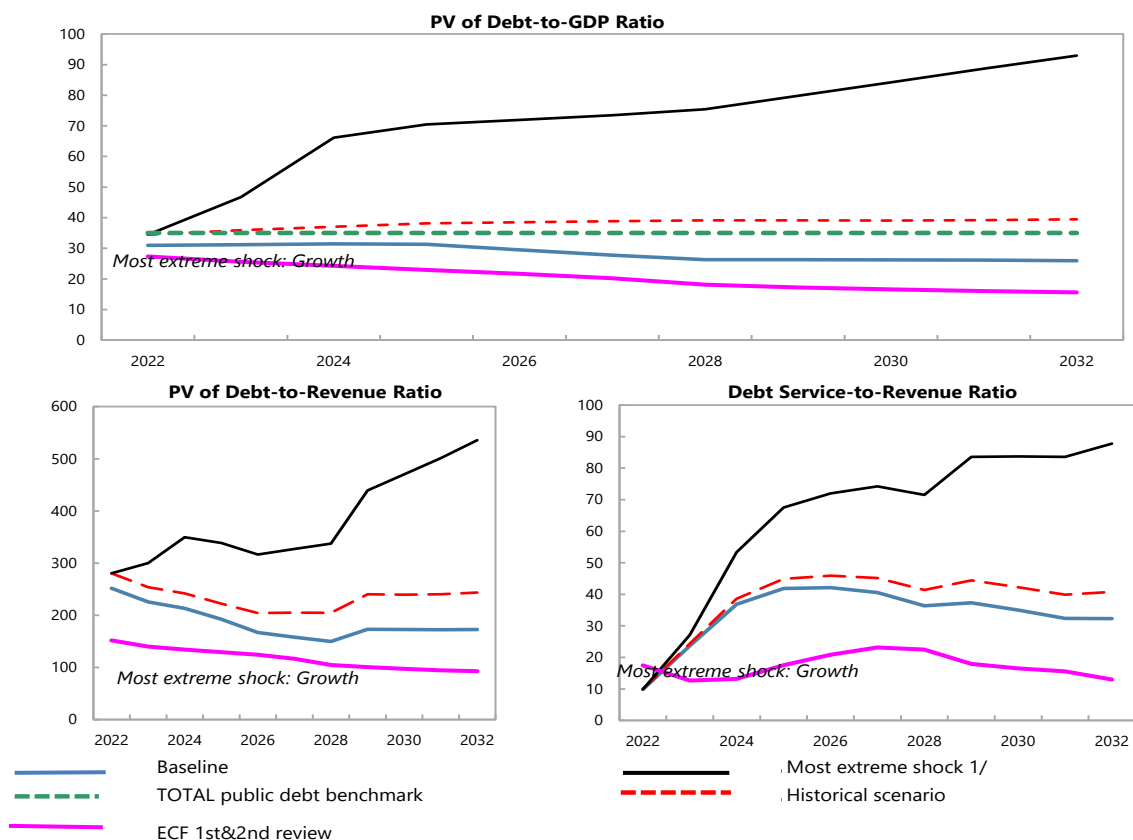 PV of Debt-to-GDP Ratio
100
90
80
70
60
50
40
30
20
10
0
Most extreme shock: Growth
2022 2024 2026 2028 2030 2032
PV of Debt-to-Revenue Ratio
600
500
400
300
200
100
0
Most extreme shock: Growth
2022 2024 2026 2028 2030 2032
Debt Service-to-Revenue Ratio
100
90
80
70
60
50
40
30
20
10
0
Most extreme shock: Growth
2022 2024 2026 2028 2030 2032
Baseline
TOTAL public debt benchmark
ECF 1st&2nd review
Most extreme shock 1/
Historical scenario